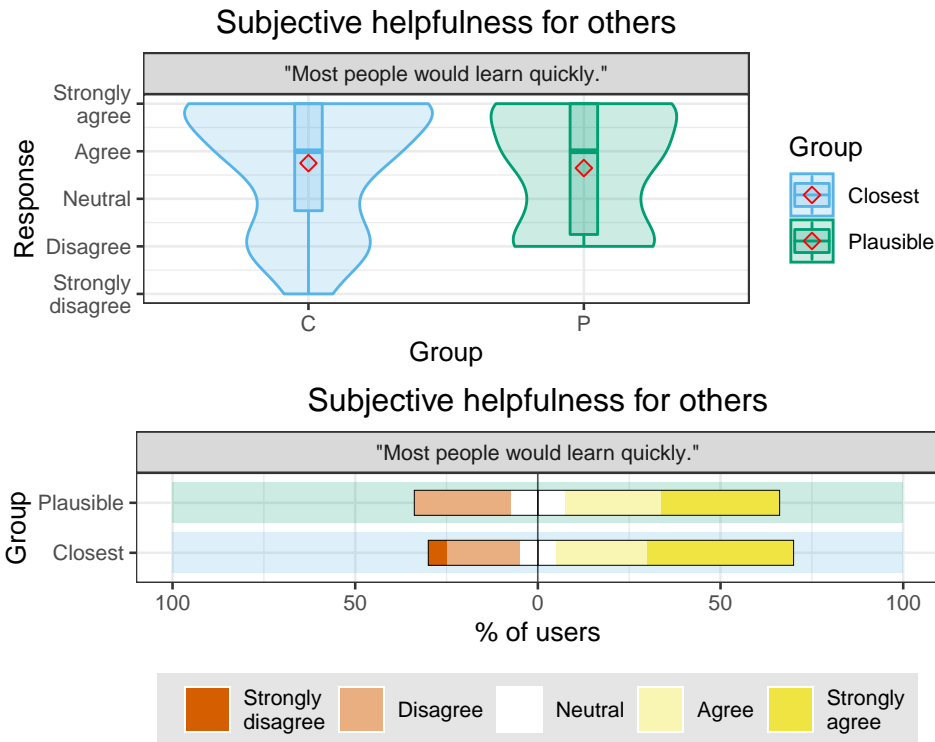 Subjective helpfulness for others
"Most people would learn quickly."
Response
Strongly
agree
Agree
Neutral
Disagree
Strongly
disagree
C
P
Group
Group
Closest
Plausible
Subjective helpfulness for others
"Most people would learn quickly."
Group
Plausible
Closest
100
50
0
50
100
% of users
Strongly
disagree
Disagree
Neutral
Agree
Strongly
agree